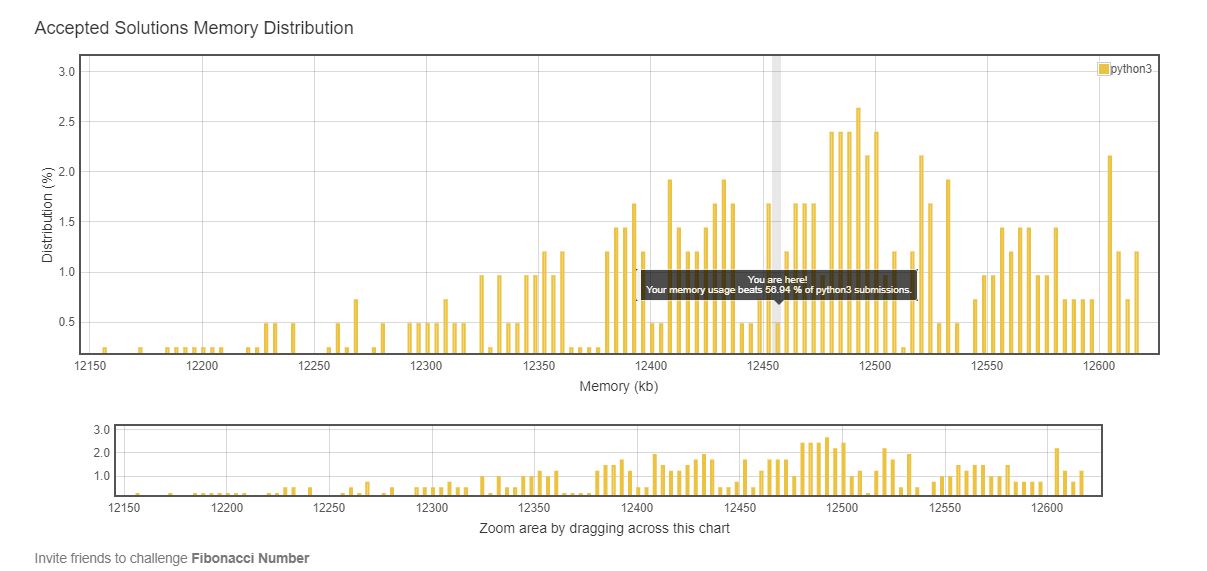 Accepted Solutions Memory Distribution
python3
3.0
2.5
2.0
1.5
1.0
0.5
Distribution (%)
You are here!
Your memory usage beats 56.94 % of python3 submissions.
12150 12200 12250 12300 12350 12400 12450 12500 12550 12600
Memory (kb)
3.0
2.0
1.0
12150 12200 12250 12300 12350 12400 12450 12500 12550 12600
Zoom area by dragging across this chart
Invite friends to challenge Fibonacci Number